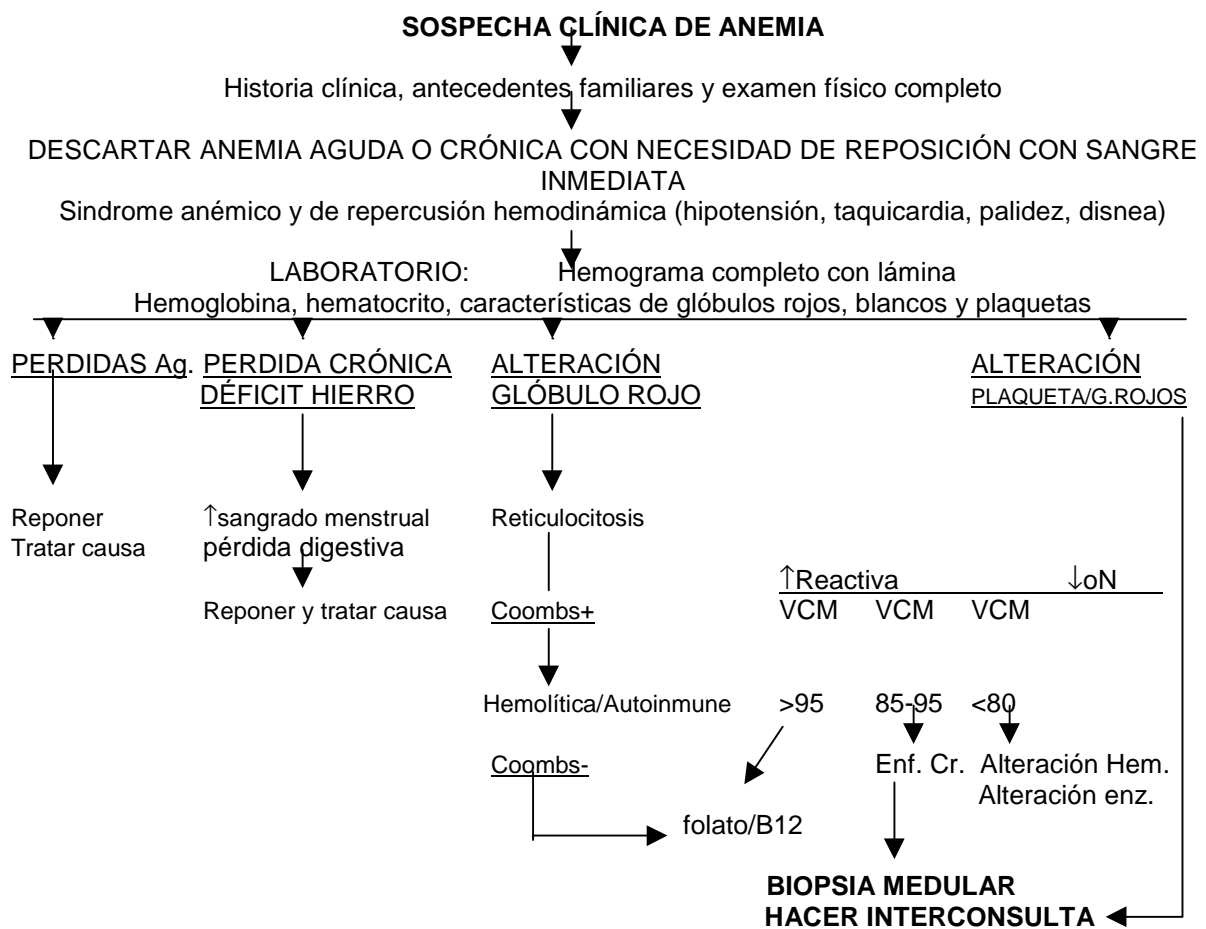 SOSPECHA CLÍNICA DE ANEMIA
Historia clínica, antecedentes familiares y examen físico completo
DESCARTAR ANEMIA AGUDA O CRÓNICA CON NECESIDAD DE REPOSICIÓN CON SANGRE
INMEDIATA
Sindrome anémico y de repercusión hemodinámica (hipotensión, taquicardia, palidez, disnea)
LABORATORIO: Hemograma completo con lámina
Hemoglobina, hematocrito, características de glóbulos rojos, blancos y plaquetas
PERDIDAS Ag. PERDIDA CRÓNICA ALTERACIÓN ALTERACIÓN
DÉFICIT HIERRO GLÓBULO ROJO PLAQUETA/G.ROJOS
Reponer ↑sangrado menstrual Reticulocitosis
Tratar causa pérdida digestiva
↑Reactiva ↓oN
Reponer y tratar causa Coombs+ VCM VCM VCM
Hemolítica/Autoinmune >95 85-95 <80
Coombs- Enf. Cr. Alteración Hem.
Alteración enz.
folato/B12
BIOPSIA MEDULAR
HACER INTERCONSULTA